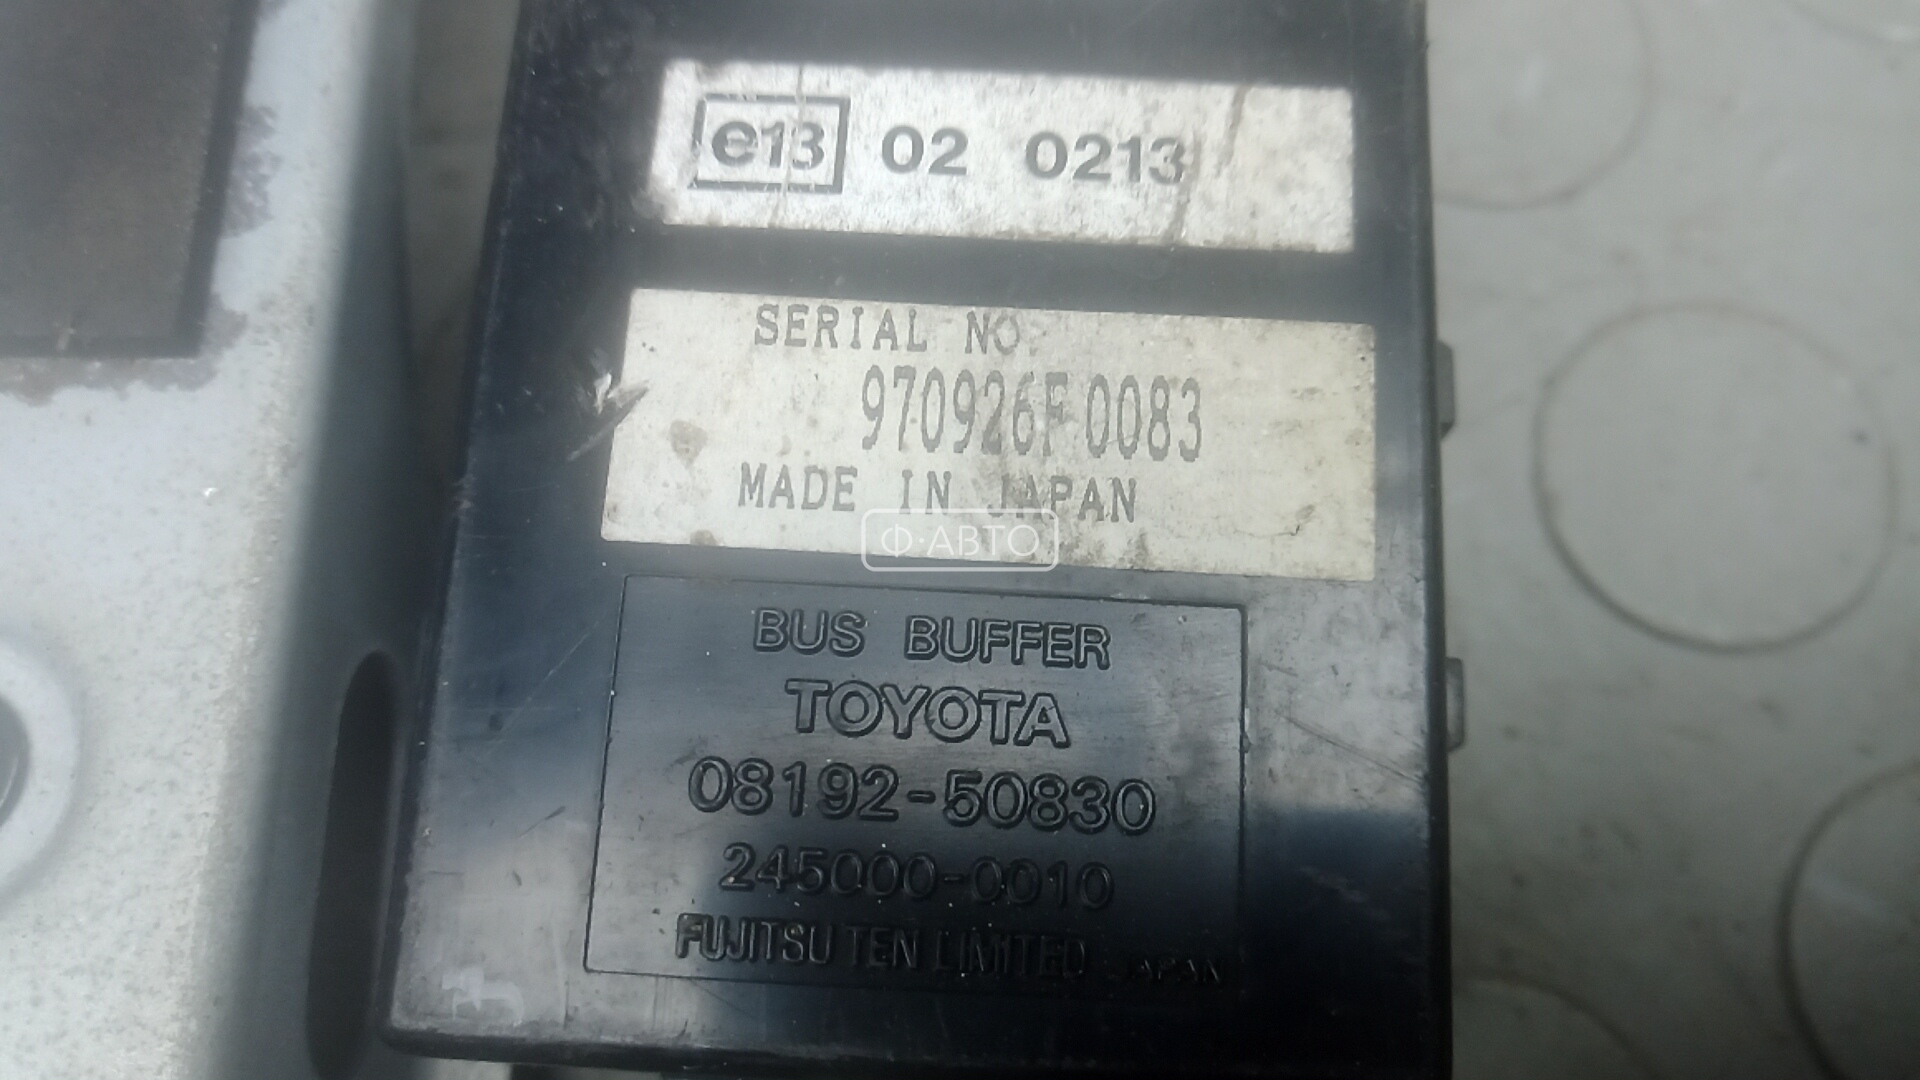 e13 02 0213
SERIAL NO.
970926F0083
MADE IN JAPAN
Ф·АВТО
BUS BUFFER
TOYOTA
08192-50830
245000-0010
FUJITSU TEN LIMITED JAPAN